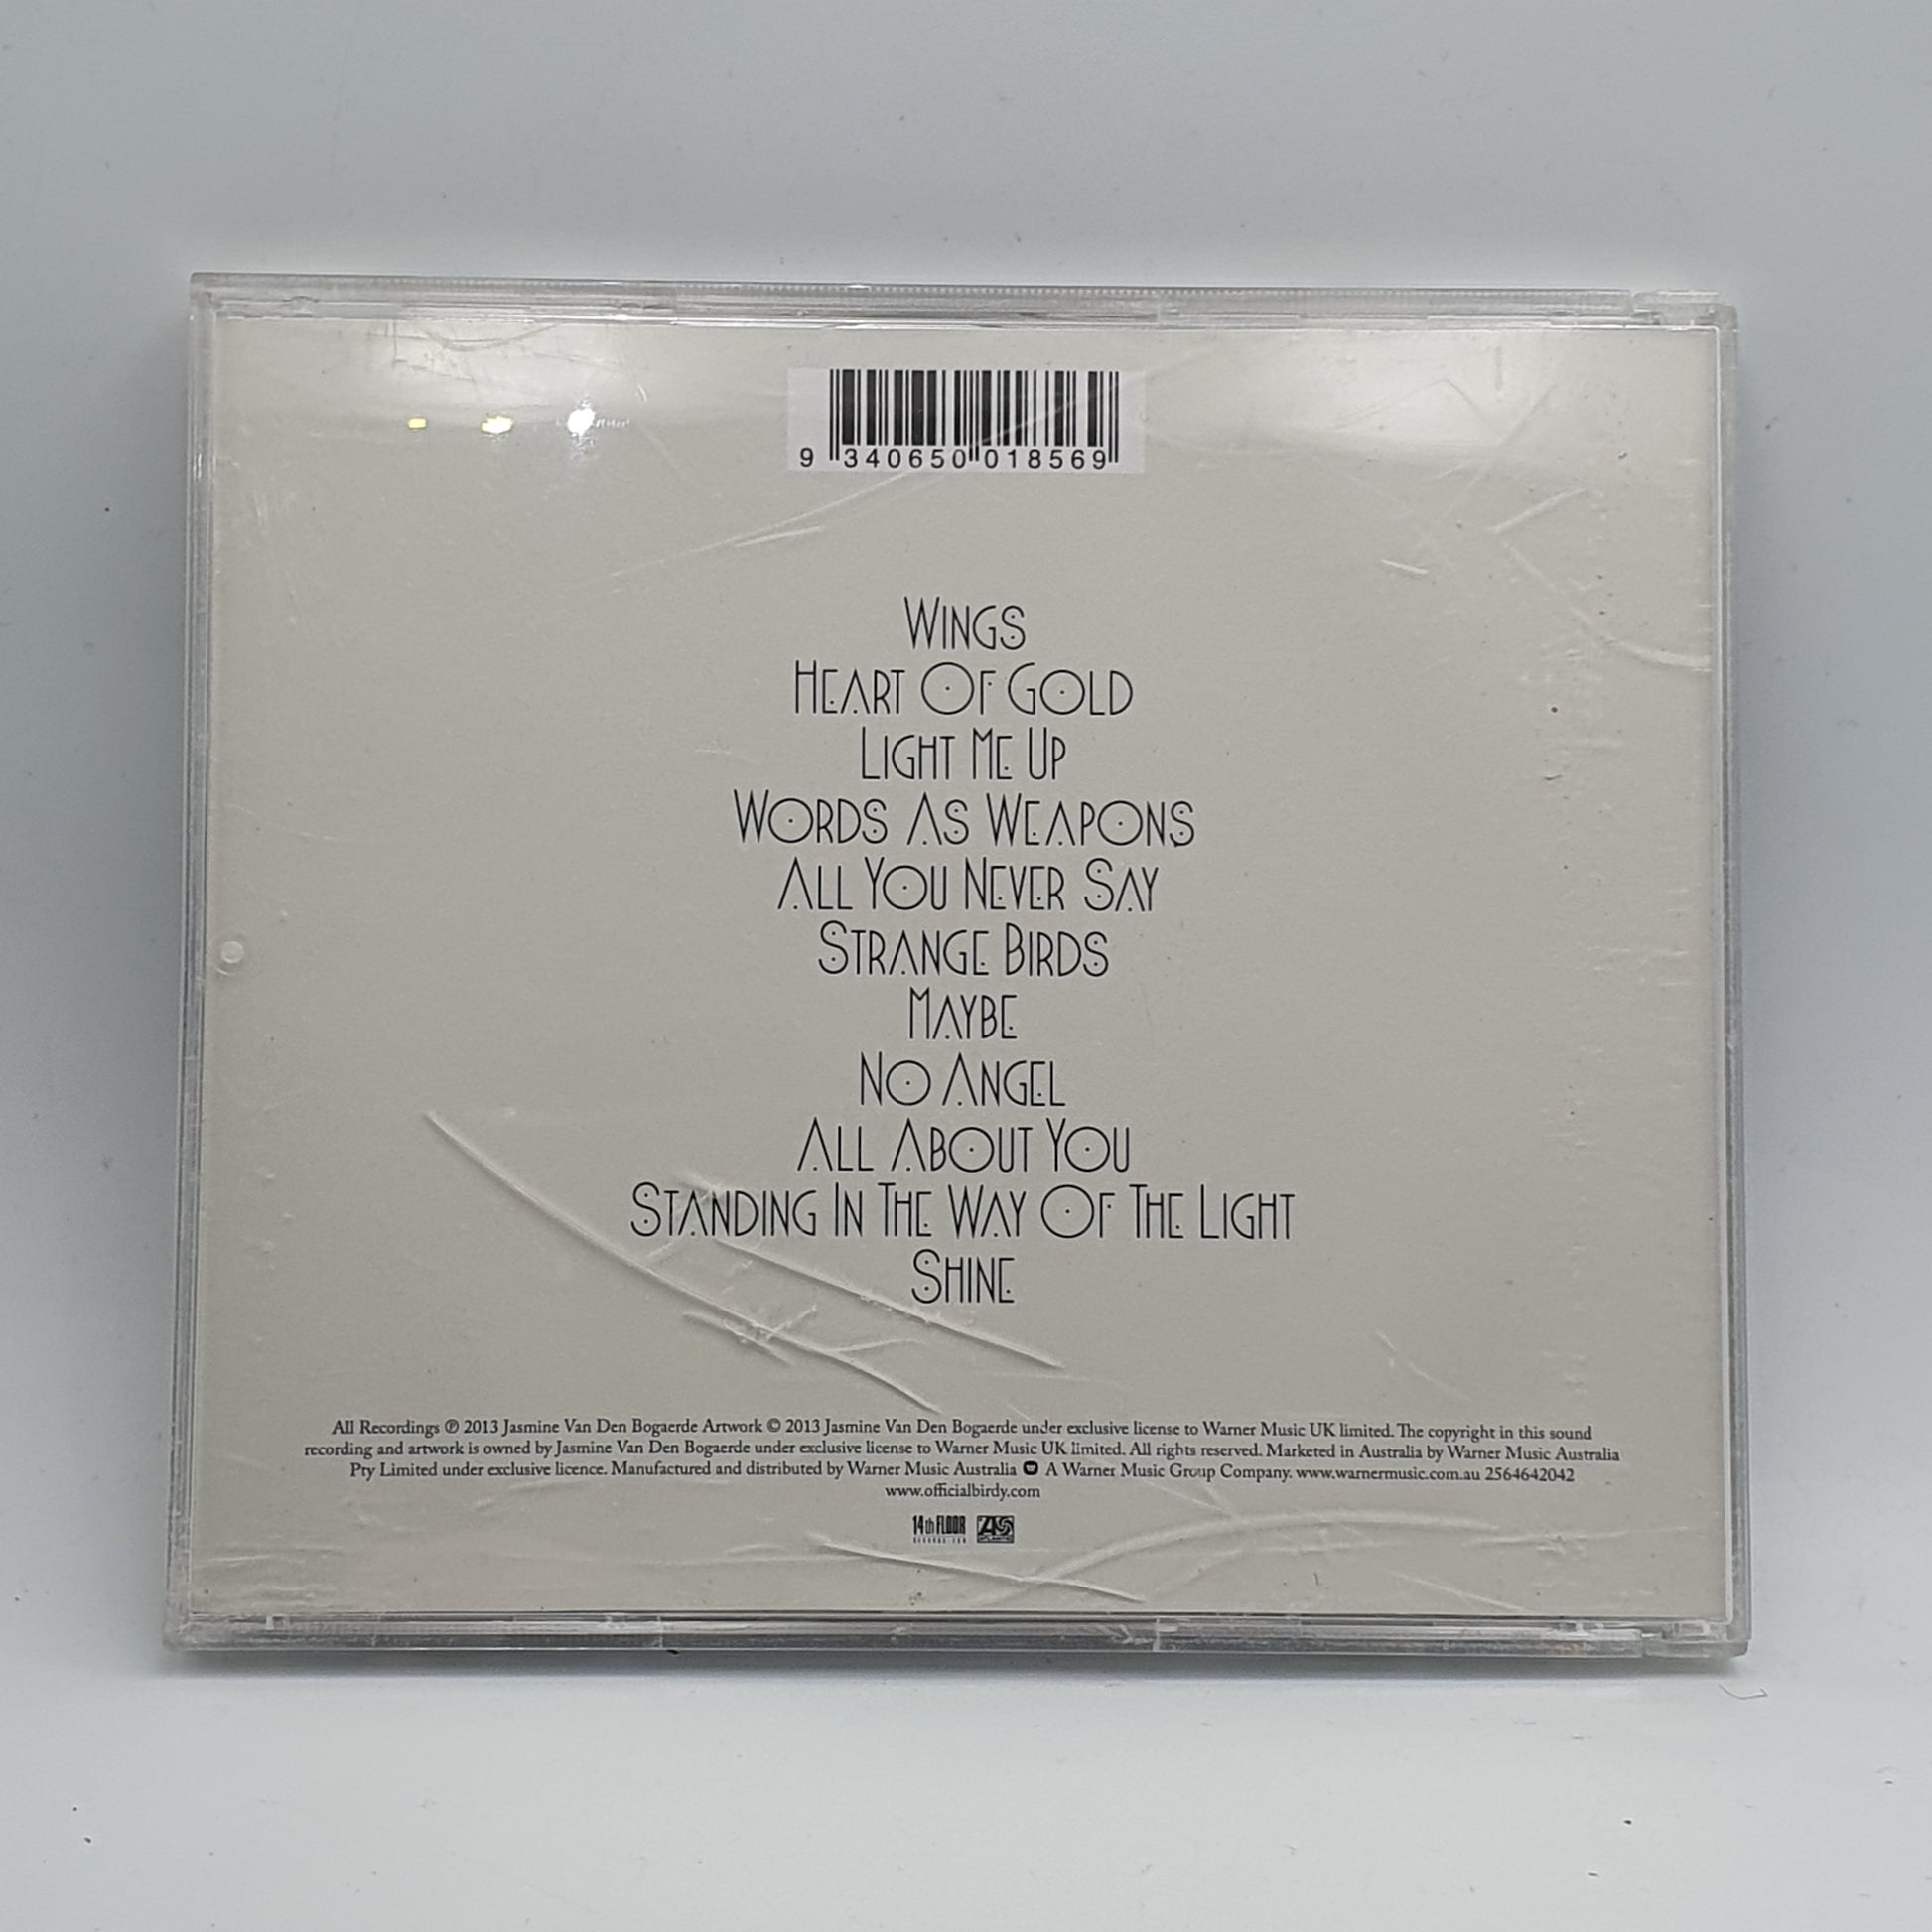 9 340650 018569
Wings
Heart Of Gold
Light Me Up
Words As Weapons
All You Never Say
Strange Birds
Maybe
No Angel
All About You
Standing In The Way Of The Light
Shine
All Recordings ℗ 2013 Jasmine Van Den Bogaerde Artwork © 2013 Jasmine Van Den Bogaerde under exclusive license to Warner Music UK limited. The copyright in this sound
recording and artwork is owned by Jasmine Van Den Bogaerde under exclusive license to Warner Music UK limited. All rights reserved. Marketed in Australia by Warner Music Australia
Pty Limited under exclusive licence. Manufactured and distributed by Warner Music Australia A Warner Music Group Company. www.warnermusic.com.au 2564642042
www.officialbirdy.com
14th FLOOR
ATLANTIC